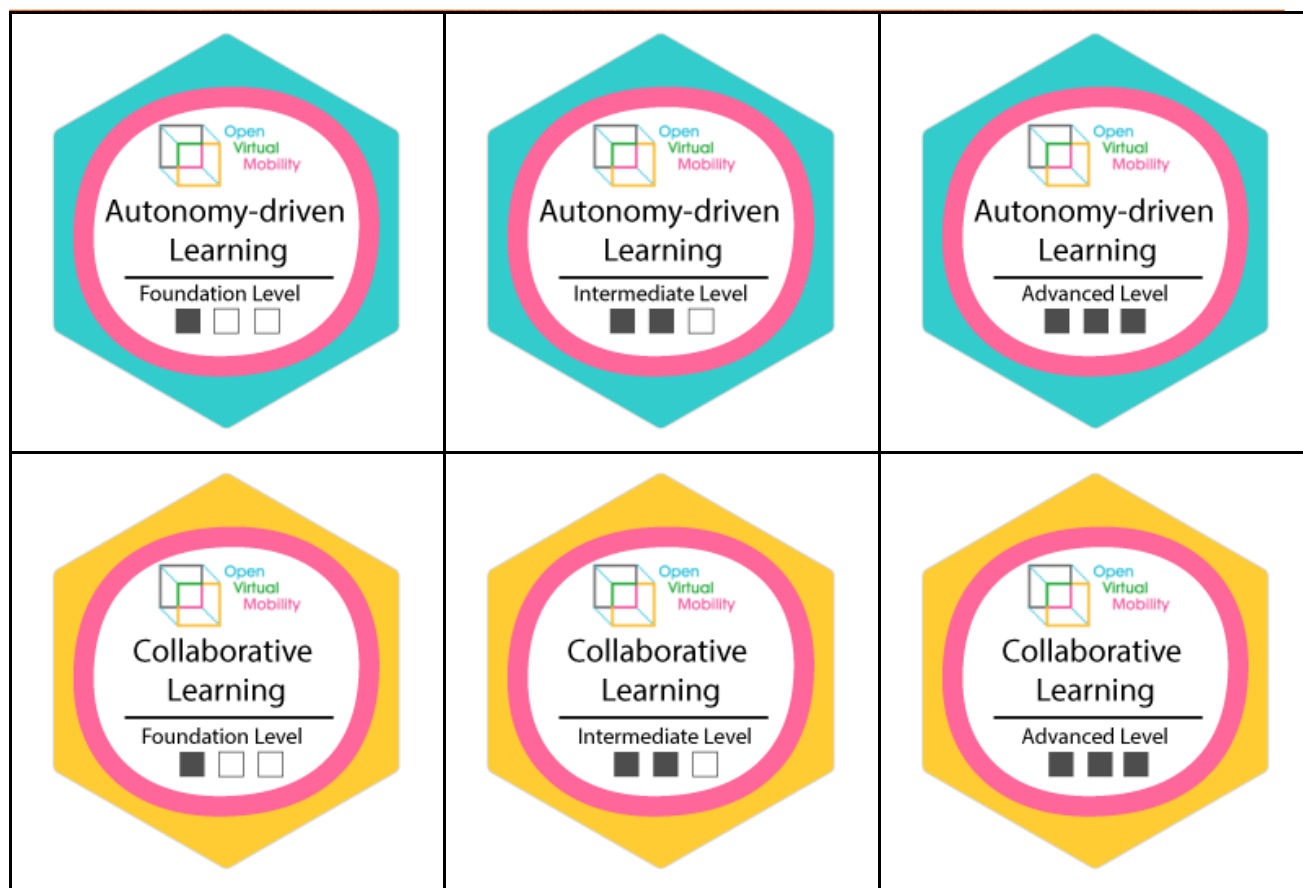 Open
Virtual
Mobility
Autonomy-driven
Learning
Foundation Level
Open
Virtual
Mobility
Autonomy-driven
Learning
Intermediate Level
Open
Virtual
Mobility
Autonomy-driven
Learning
Advanced Level
Open
Virtual
Mobility
Collaborative
Learning
Foundation Level
Open
Virtual
Mobility
Collaborative
Learning
Intermediate Level
Open
Virtual
Mobility
Collaborative
Learning
Advanced Level